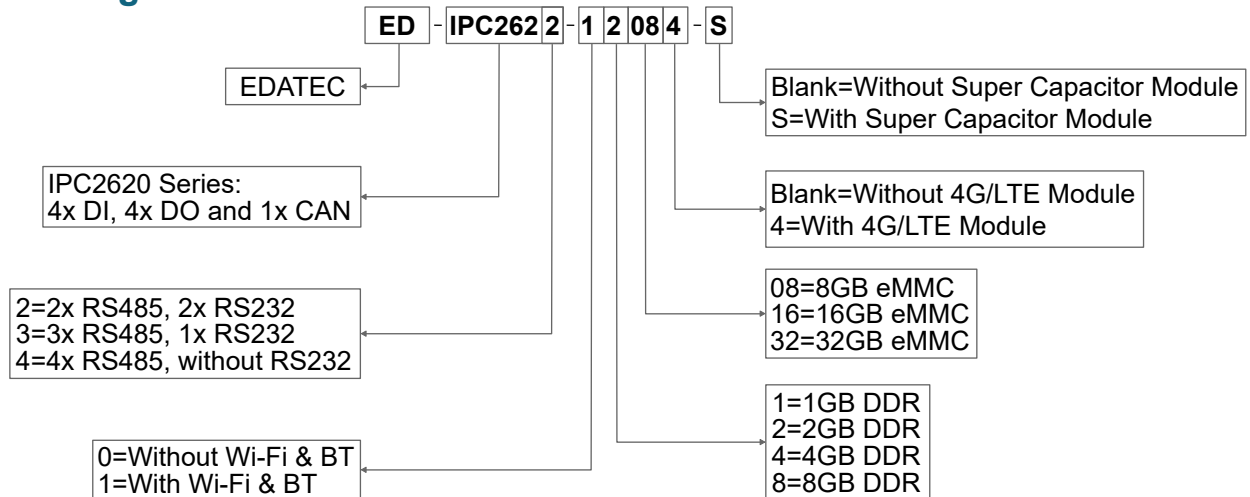 ED - IPC262 2 - 1 2 08 4 - S
EDATEC
Blank=Without Super Capacitor Module
S=With Super Capacitor Module
IPC2620 Series:
4x DI, 4x DO and 1x CAN
Blank=Without 4G/LTE Module
4=With 4G/LTE Module
2=2x RS485, 2x RS232
3=3x RS485, 1x RS232
4=4x RS485, without RS232
08=8GB eMMC
16=16GB eMMC
32=32GB eMMC
0=Without Wi-Fi & BT
1=With Wi-Fi & BT
1=1GB DDR
2=2GB DDR
4=4GB DDR
8=8GB DDR